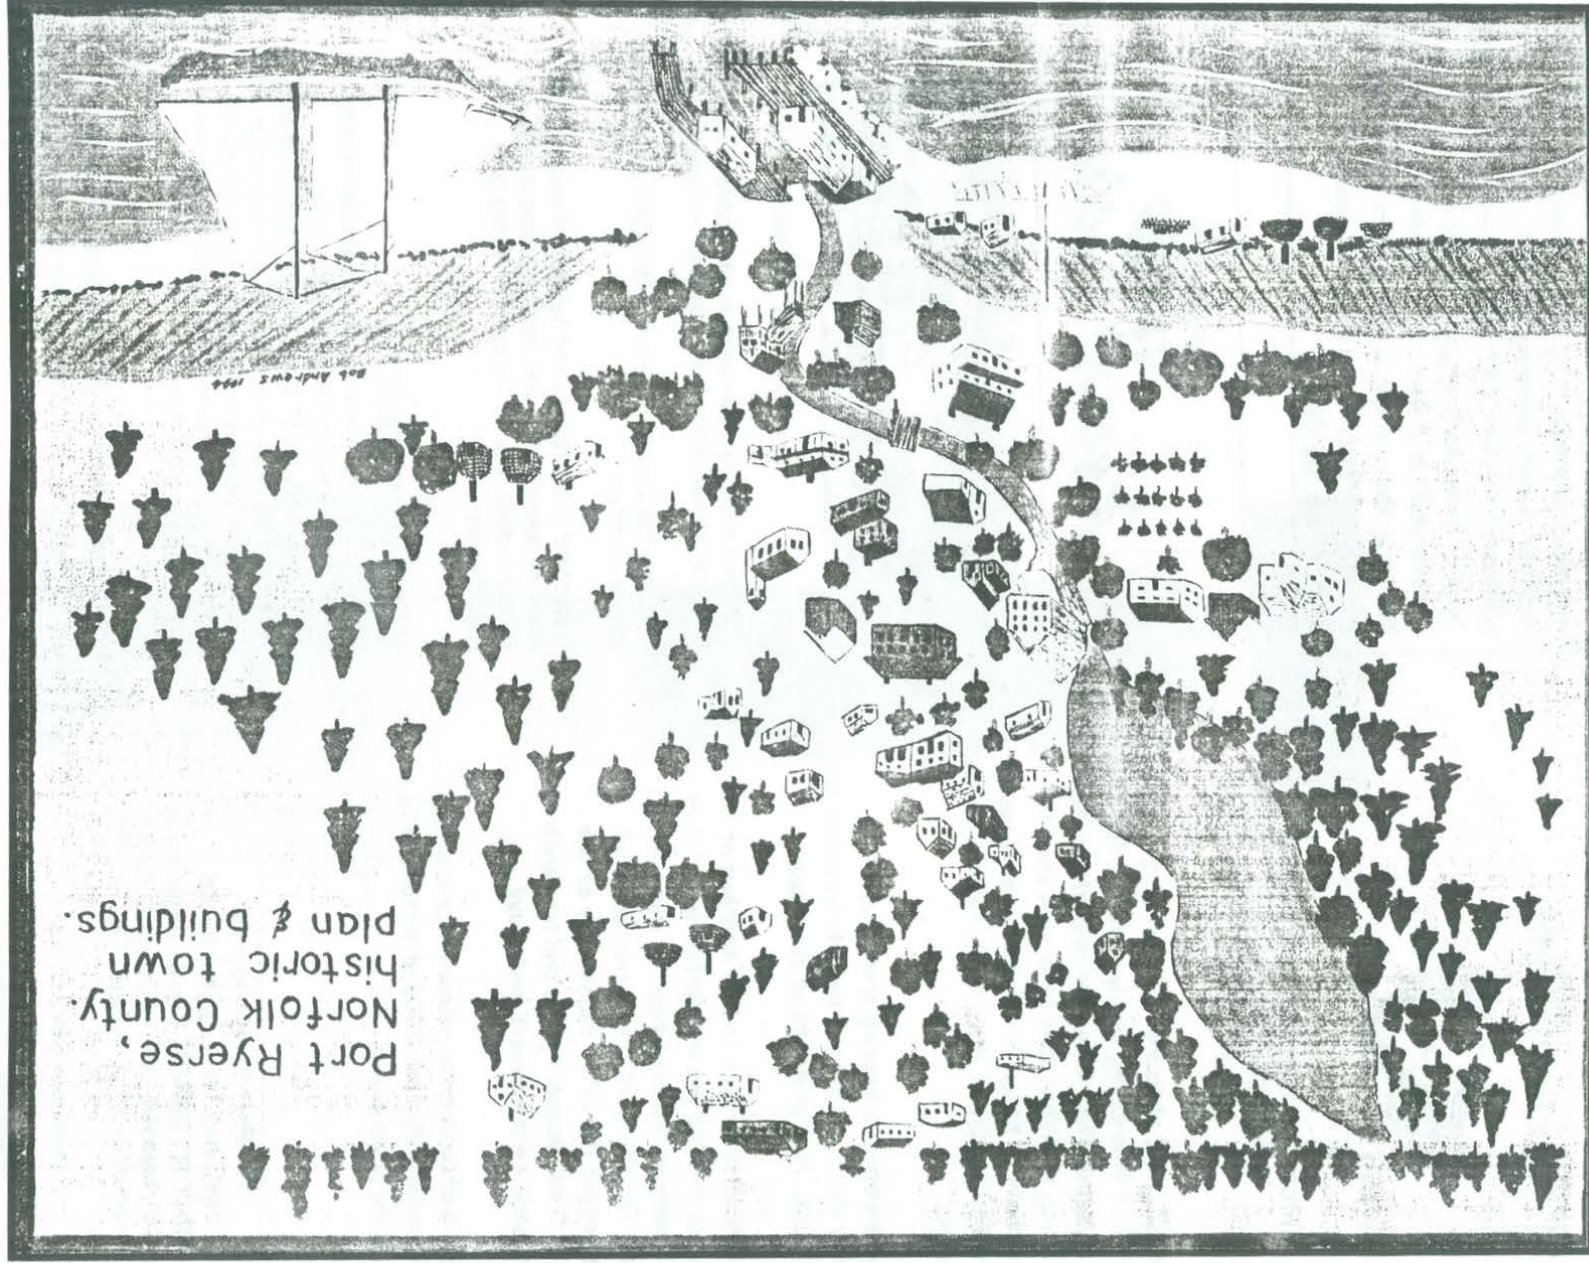 Port Ryerse,
Norfolk County.
historic town
plan & buildings.
Bob Andrews 1994